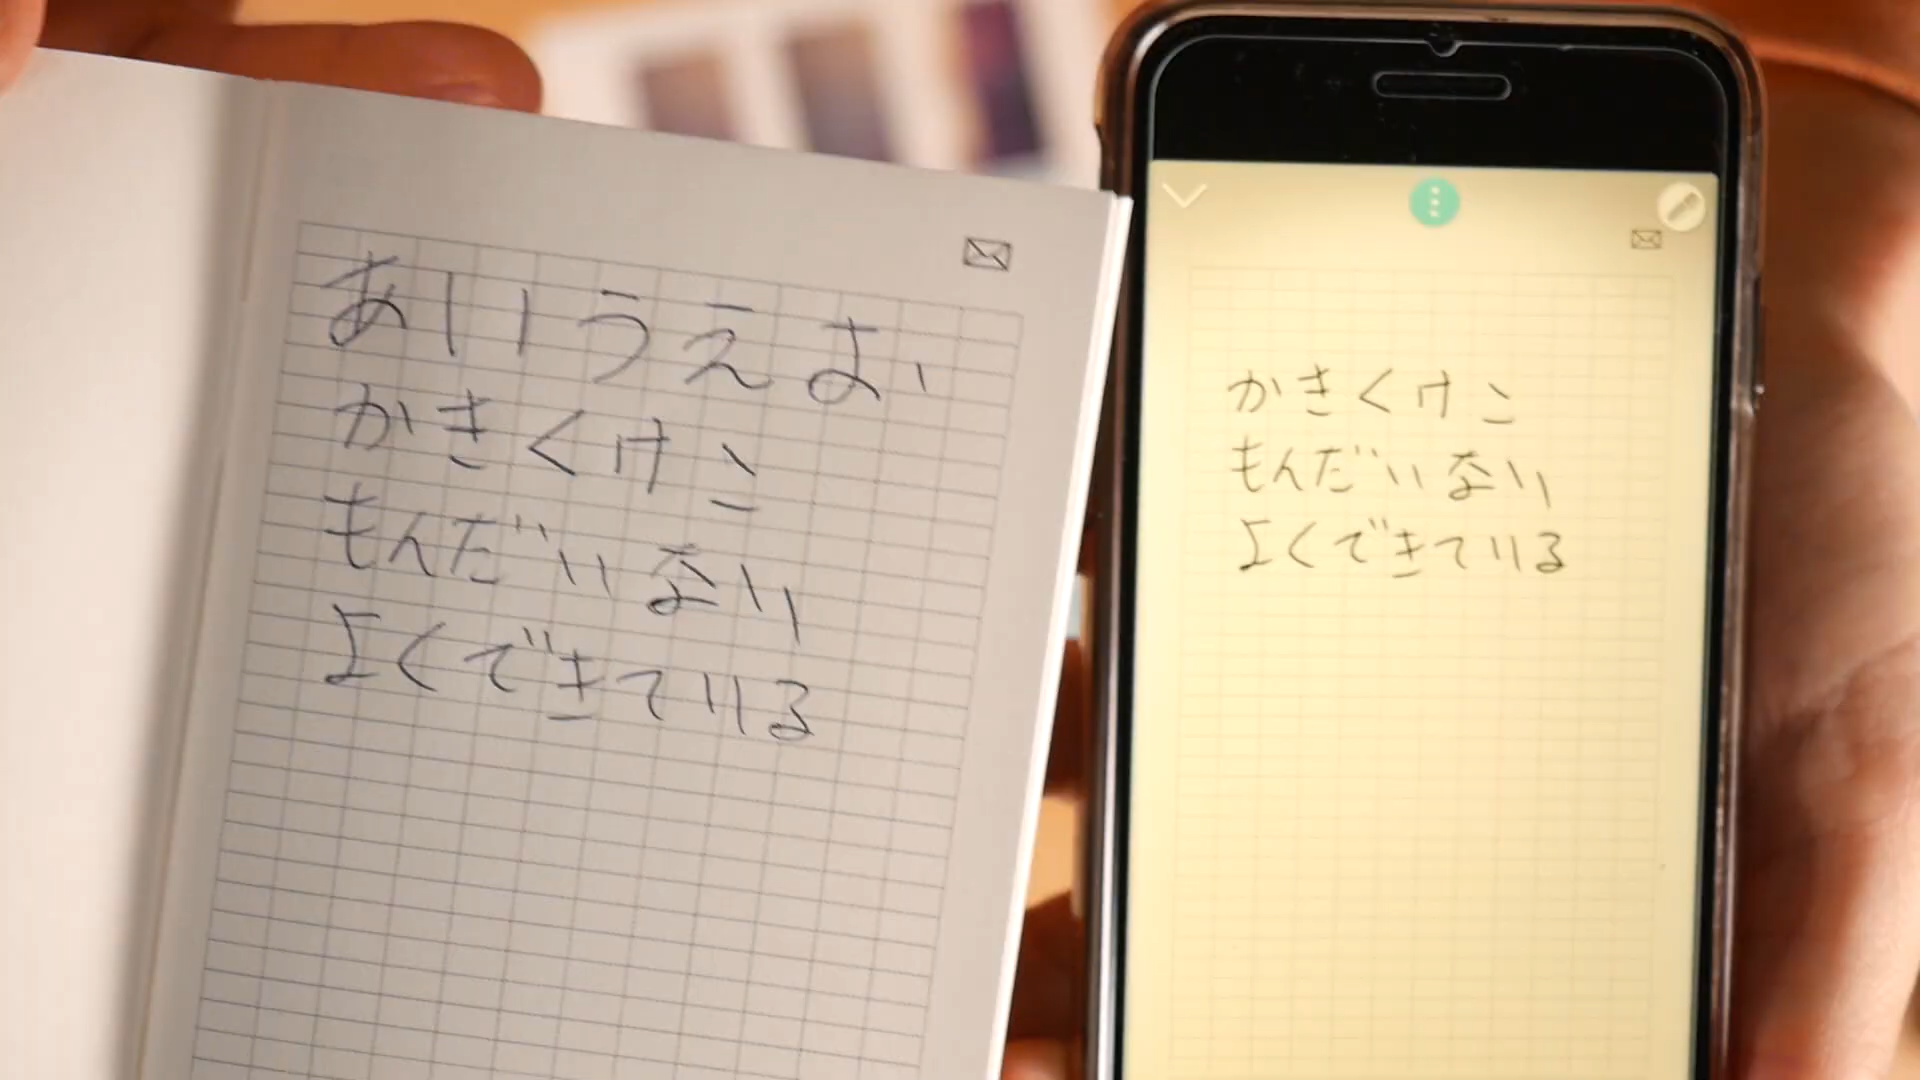 あいうえお
かきくけこ
もんだいない
よくできている
かきくけこ
もんだいない
よくできている